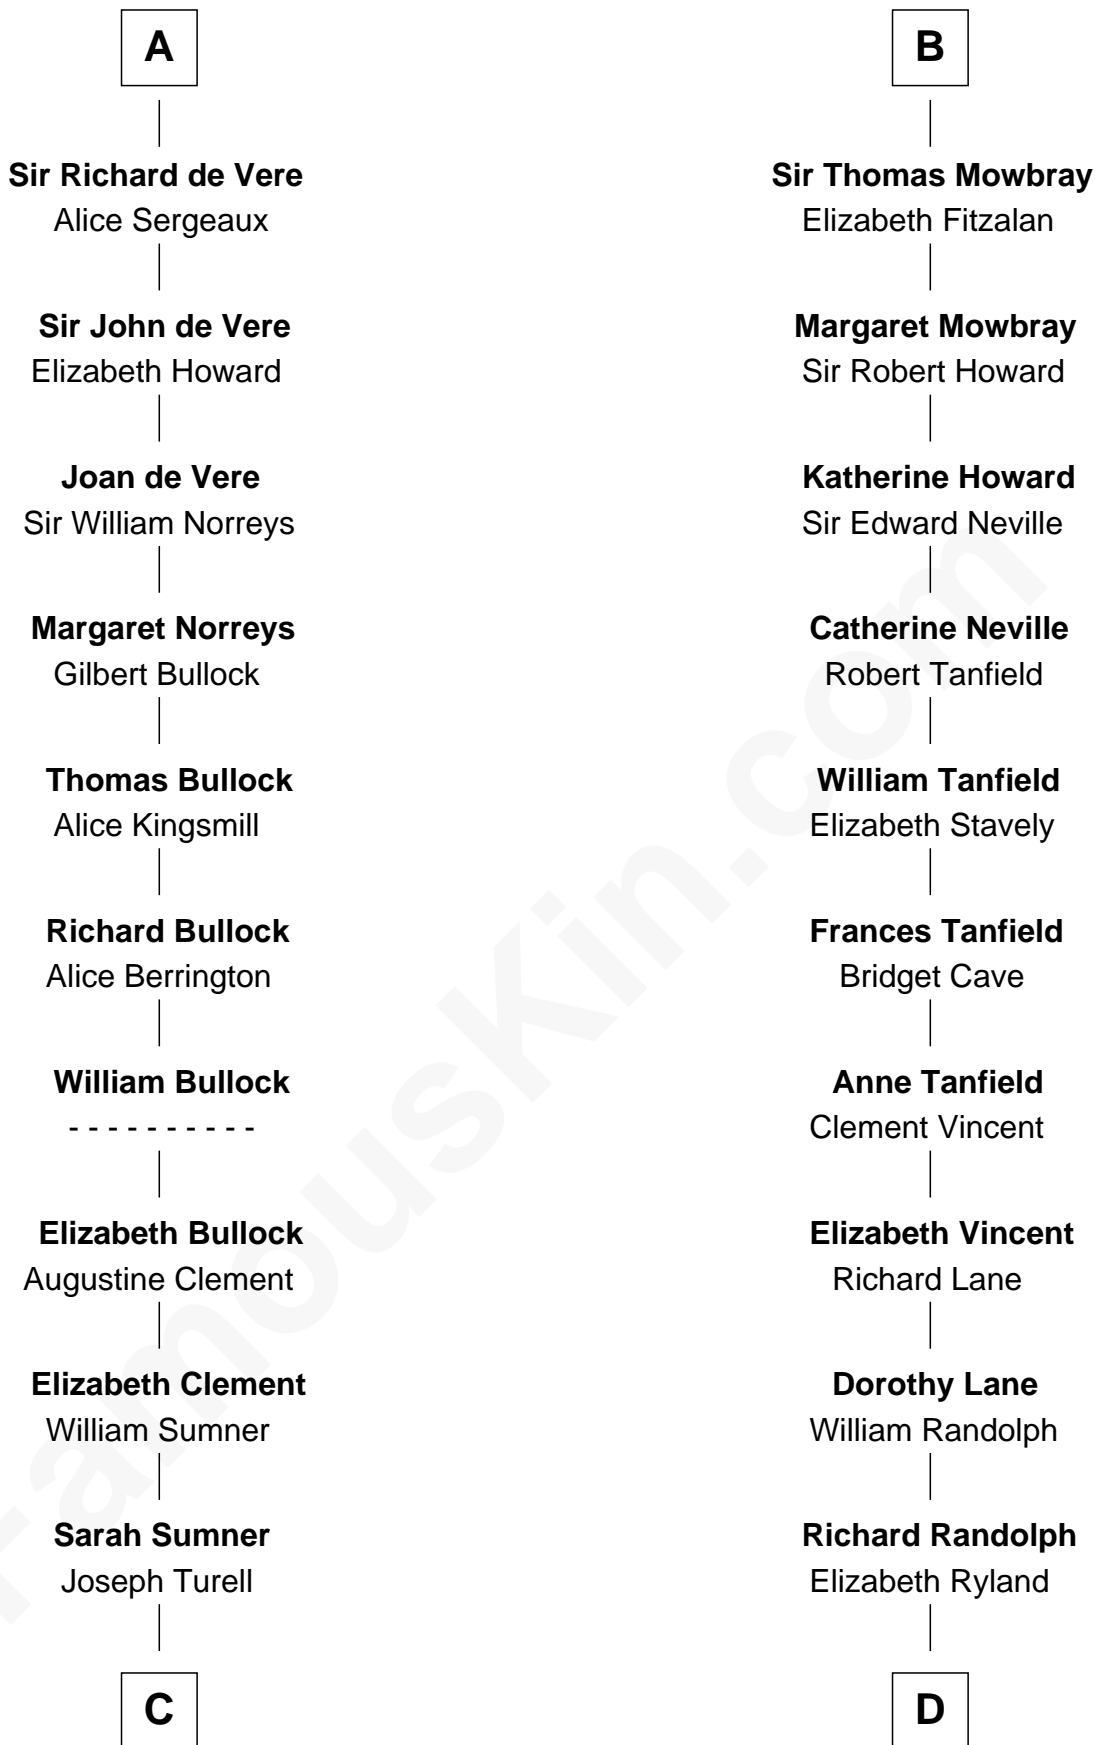 A
Sir Richard de Vere
Alice Sergeaux
Sir John de Vere
Elizabeth Howard
Joan de Vere
Sir William Norreys
Margaret Norreys
Gilbert Bullock
Thomas Bullock
Alice Kingsmill
Richard Bullock
Alice Berrington
William Bullock
- - - - - - - - - -
Elizabeth Bullock
Augustine Clement
Elizabeth Clement
William Sumner
Sarah Sumner
Joseph Turell
C
B
Sir Thomas Mowbray
Elizabeth Fitzalan
Margaret Mowbray
Sir Robert Howard
Katherine Howard
Sir Edward Neville
Catherine Neville
Robert Tanfield
William Tanfield
Elizabeth Stavely
Frances Tanfield
Bridget Cave
Anne Tanfield
Clement Vincent
Elizabeth Vincent
Richard Lane
Dorothy Lane
William Randolph
Richard Randolph
Elizabeth Ryland
D
FamousKin.com